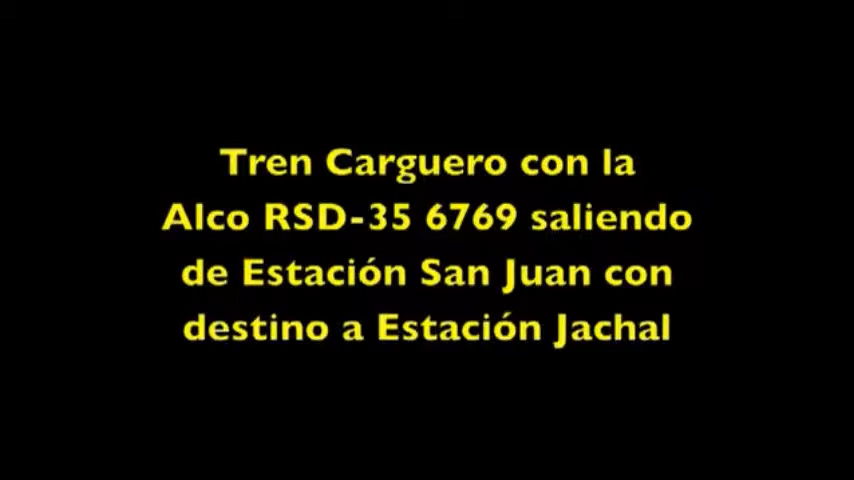 Tren Carguero con la
Alco RSD-35 6769 saliendo
de Estación San Juan con
destino a Estación Jachal